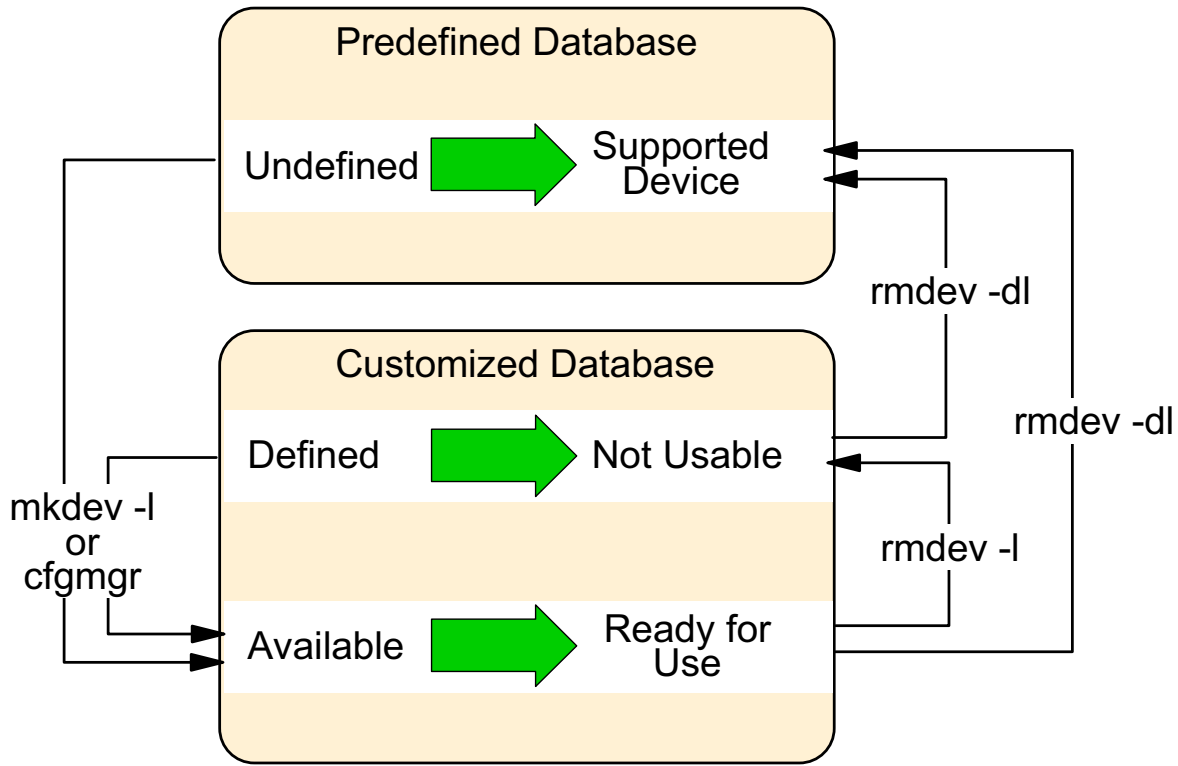 Predefined Database
Undefined
Supported
Device
rmdev -dl
Customized Database
rmdev -dl
Defined
Not Usable
mkdev -l
or
cfgmgr
rmdev -l
Available
Ready for
Use